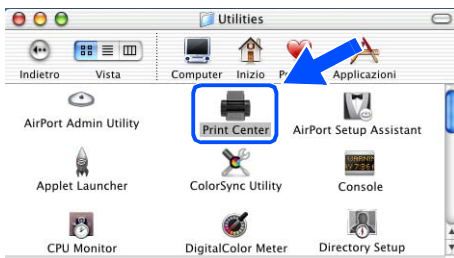 Utilities
Indietro Vista Computer Inizio Applicazioni
AirPort Admin Utility Print Center AirPort Setup Assistant
Applet Launcher ColorSync Utility Console
CPU Monitor DigitalColor Meter Directory Setup